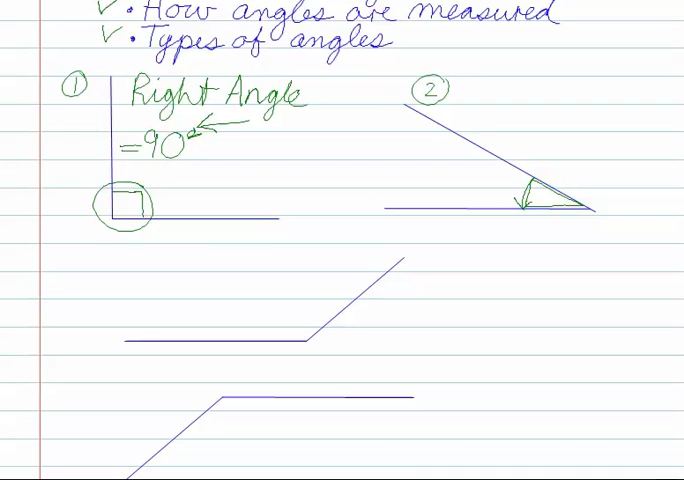 ✓ • How angles are measured
✓ • Types of angles
① Right Angle
= 90°
②